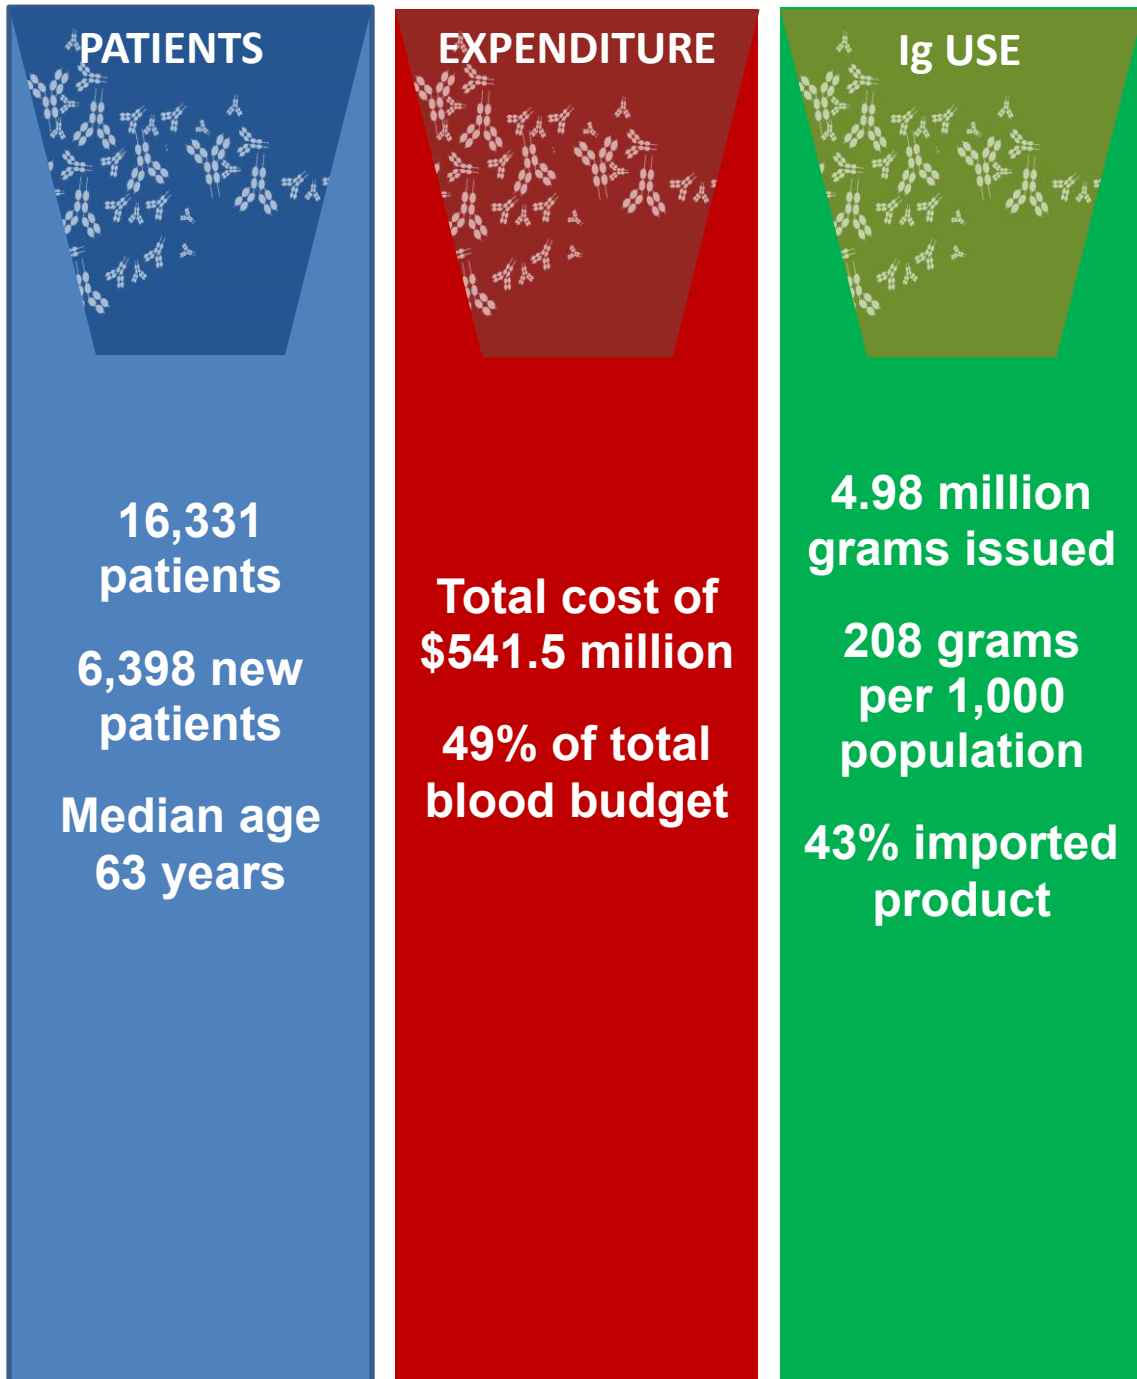 PATIENTS
16,331
patients
6,398 new
patients
Median age
63 years
EXPENDITURE
Total cost of
$541.5 million
49% of total
blood budget
Ig USE
4.98 million
grams issued
208 grams
per 1,000
population
43% imported
product